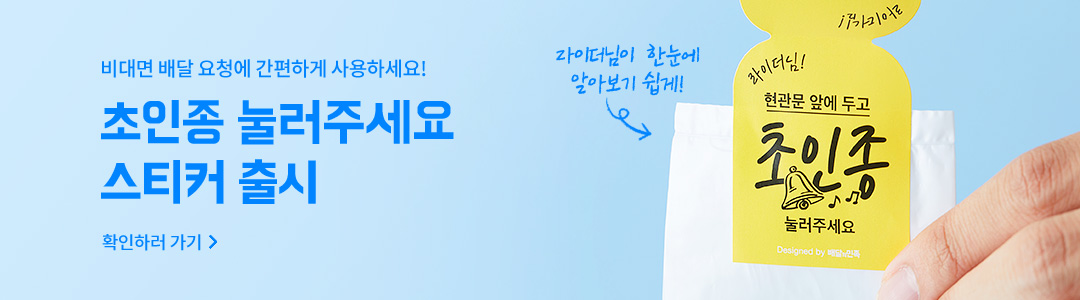 비대면 배달 요청에 간편하게 사용하세요!
초인종 눌러주세요
스티커 출시
확인하러 가기 >
라이더님이 한눈에
알아보기 쉽게!
라이더님!
라이더님!
현관문 앞에 두고
초인종
눌러주세요
Designed by 배달의민족